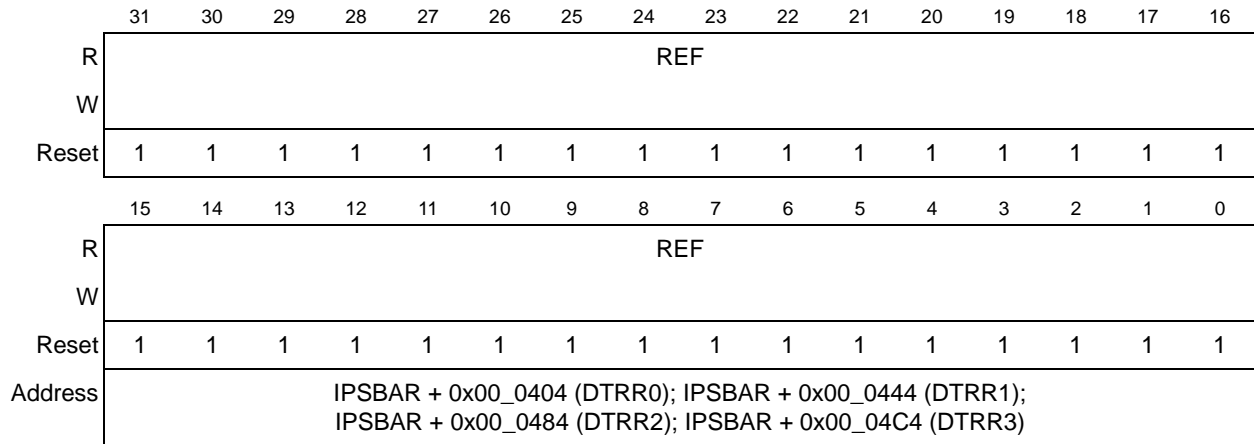 31 30 29 28 27 26 25 24 23 22 21 20 19 18 17 16
R REF
W
Reset 1 1 1 1 1 1 1 1 1 1 1 1 1 1 1 1
15 14 13 12 11 10 9 8 7 6 5 4 3 2 1 0
R REF
W
Reset 1 1 1 1 1 1 1 1 1 1 1 1 1 1 1 1
Address IPSBAR + 0x00_0404 (DTRR0); IPSBAR + 0x00_0444 (DTRR1);
IPSBAR + 0x00_0484 (DTRR2); IPSBAR + 0x00_04C4 (DTRR3)